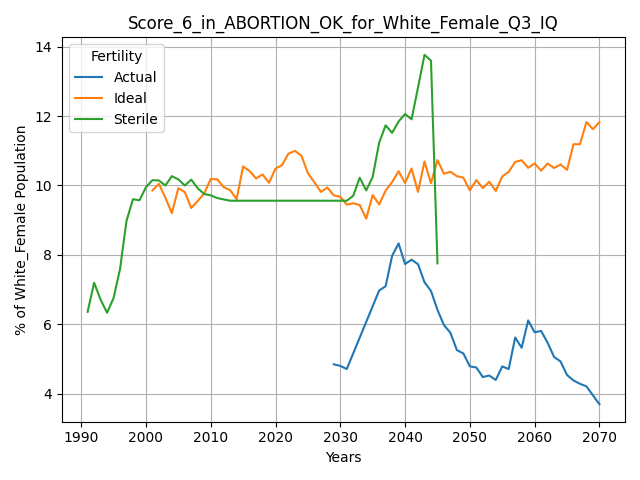 Score_6_in_ABORTION_OK_for_White_Female_Q3_IQ
14
12
10
8
6
4
% of White_Female Population
Fertility
Actual
Ideal
Sterile
1990 2000 2010 2020 2030 2040 2050 2060 2070
Years